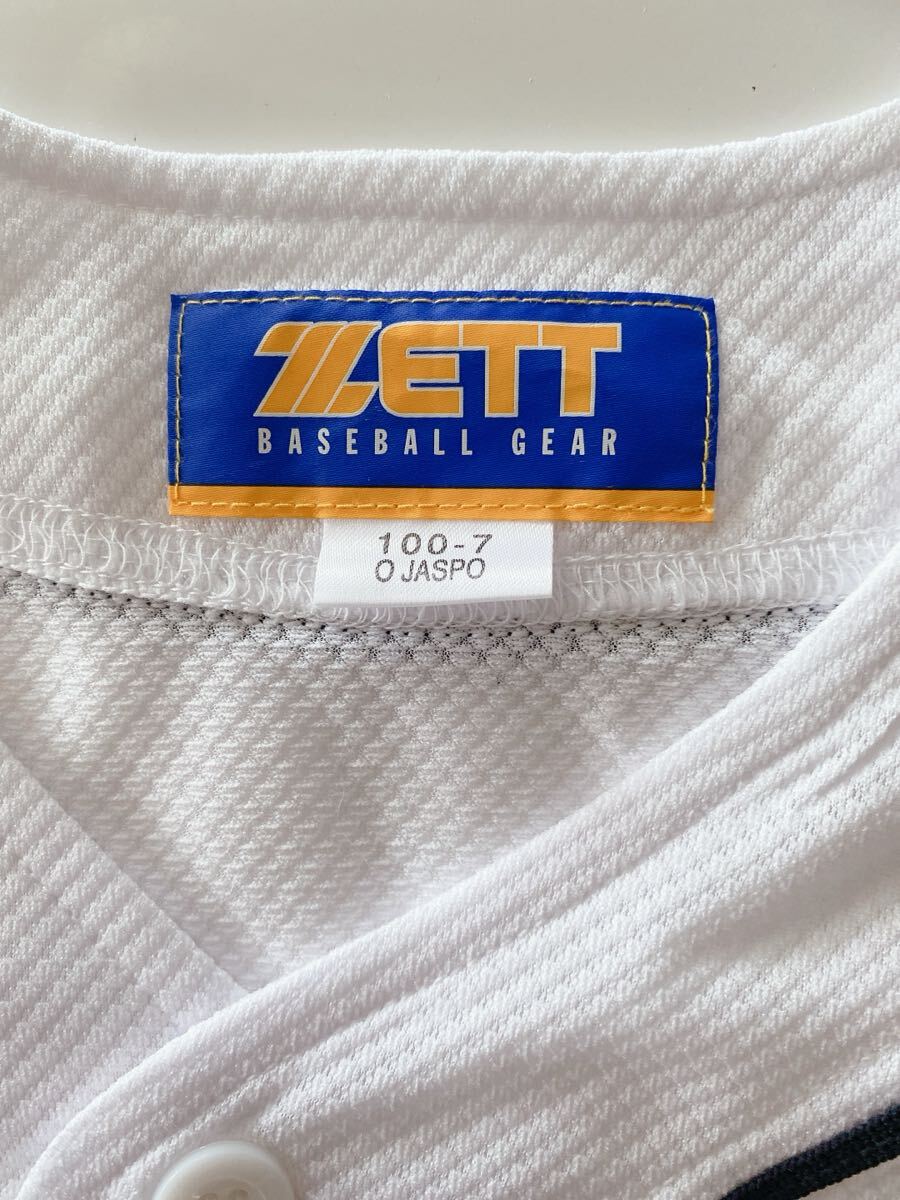 ZETT
BASEBALL GEAR
100-7
O JASPO